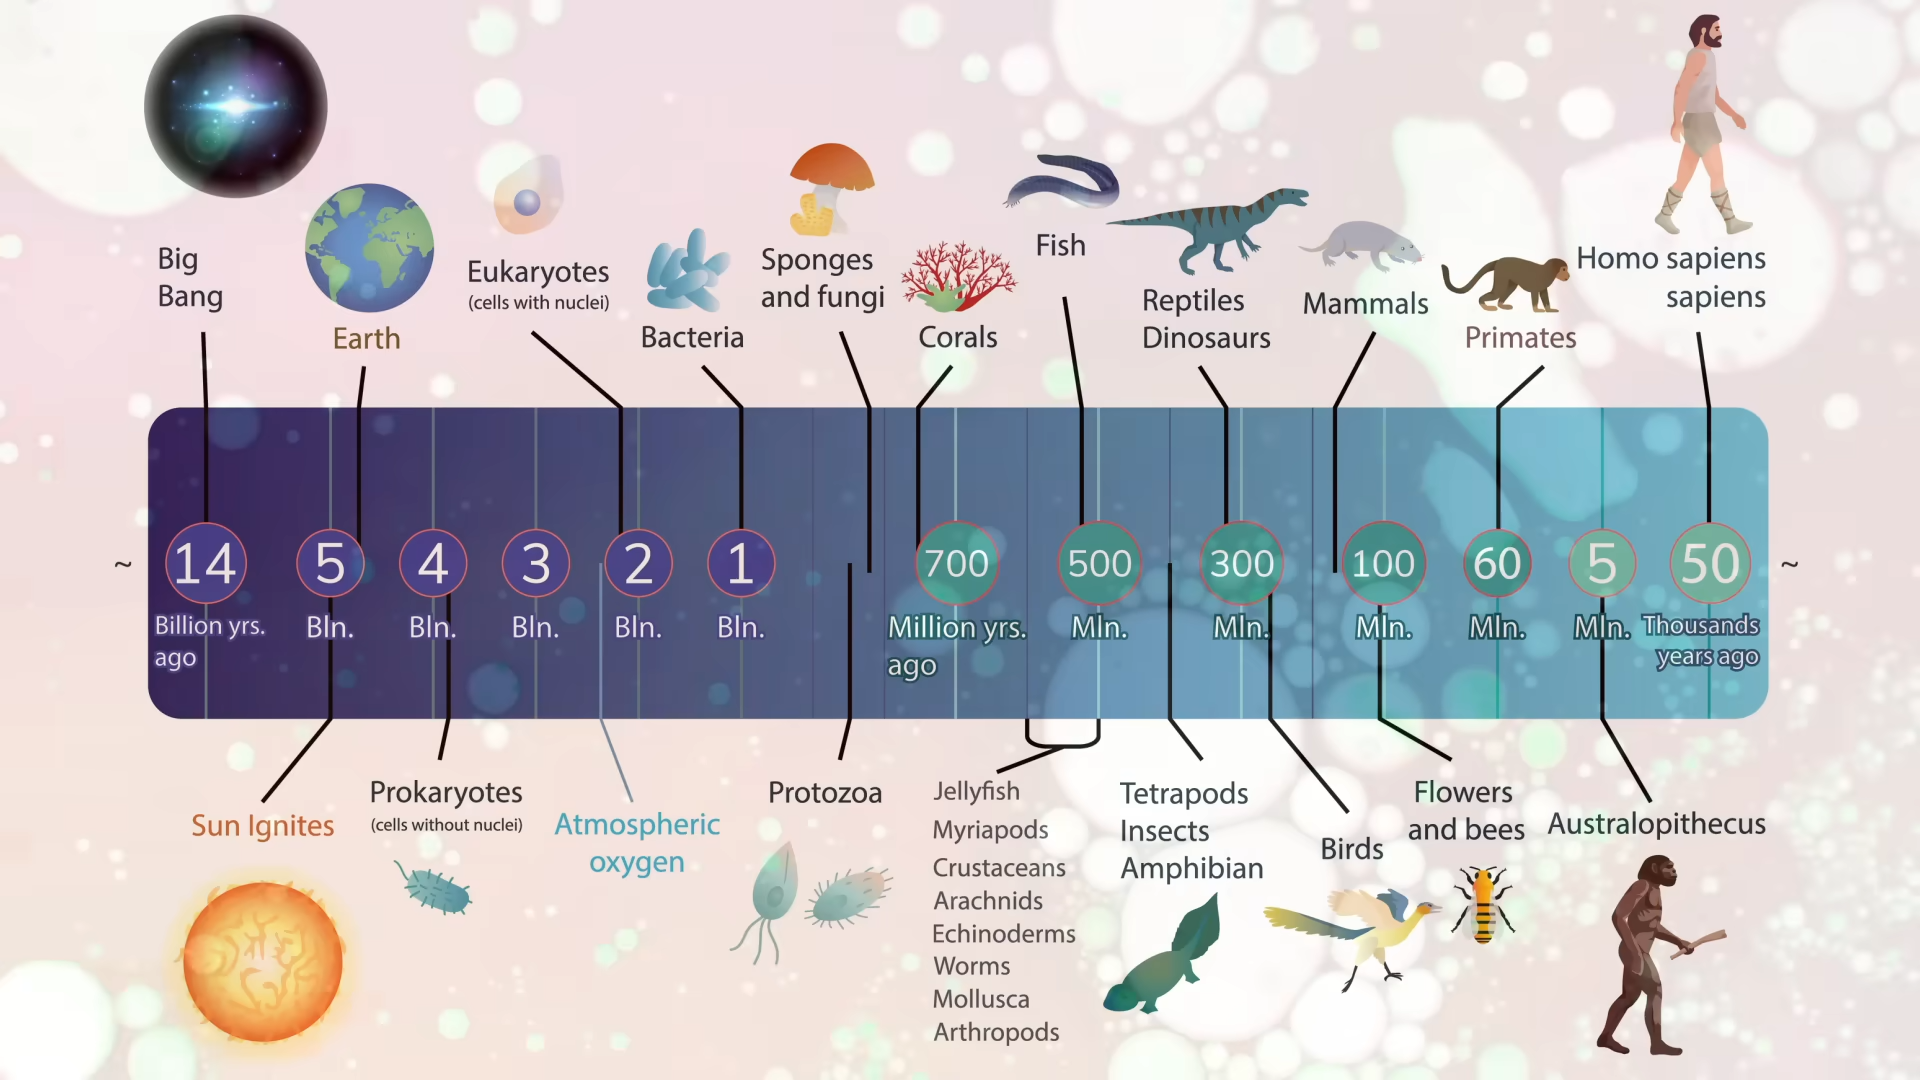 Big
Bang
Earth
Eukaryotes
(cells with nuclei)
Bacteria
Sponges
and fungi
Corals
Fish
Reptiles
Dinosaurs
Mammals
Primates
Homo sapiens
sapiens
~
14
5
4
3
2
1
700
500
300
100
60
5
50
~
Billion yrs.
ago
Bln.
Bln.
Bln.
Bln.
Bln.
Million yrs.
ago
Mln.
Mln.
Mln.
Mln.
Mln.
Thousands
years ago
Sun Ignites
Prokaryotes
(cells without nuclei)
Atmospheric
oxygen
Protozoa
Jellyfish
Myriapods
Crustaceans
Arachnids
Echinoderms
Worms
Mollusca
Arthropods
Tetrapods
Insects
Amphibian
Birds
Flowers
and bees
Australopithecus